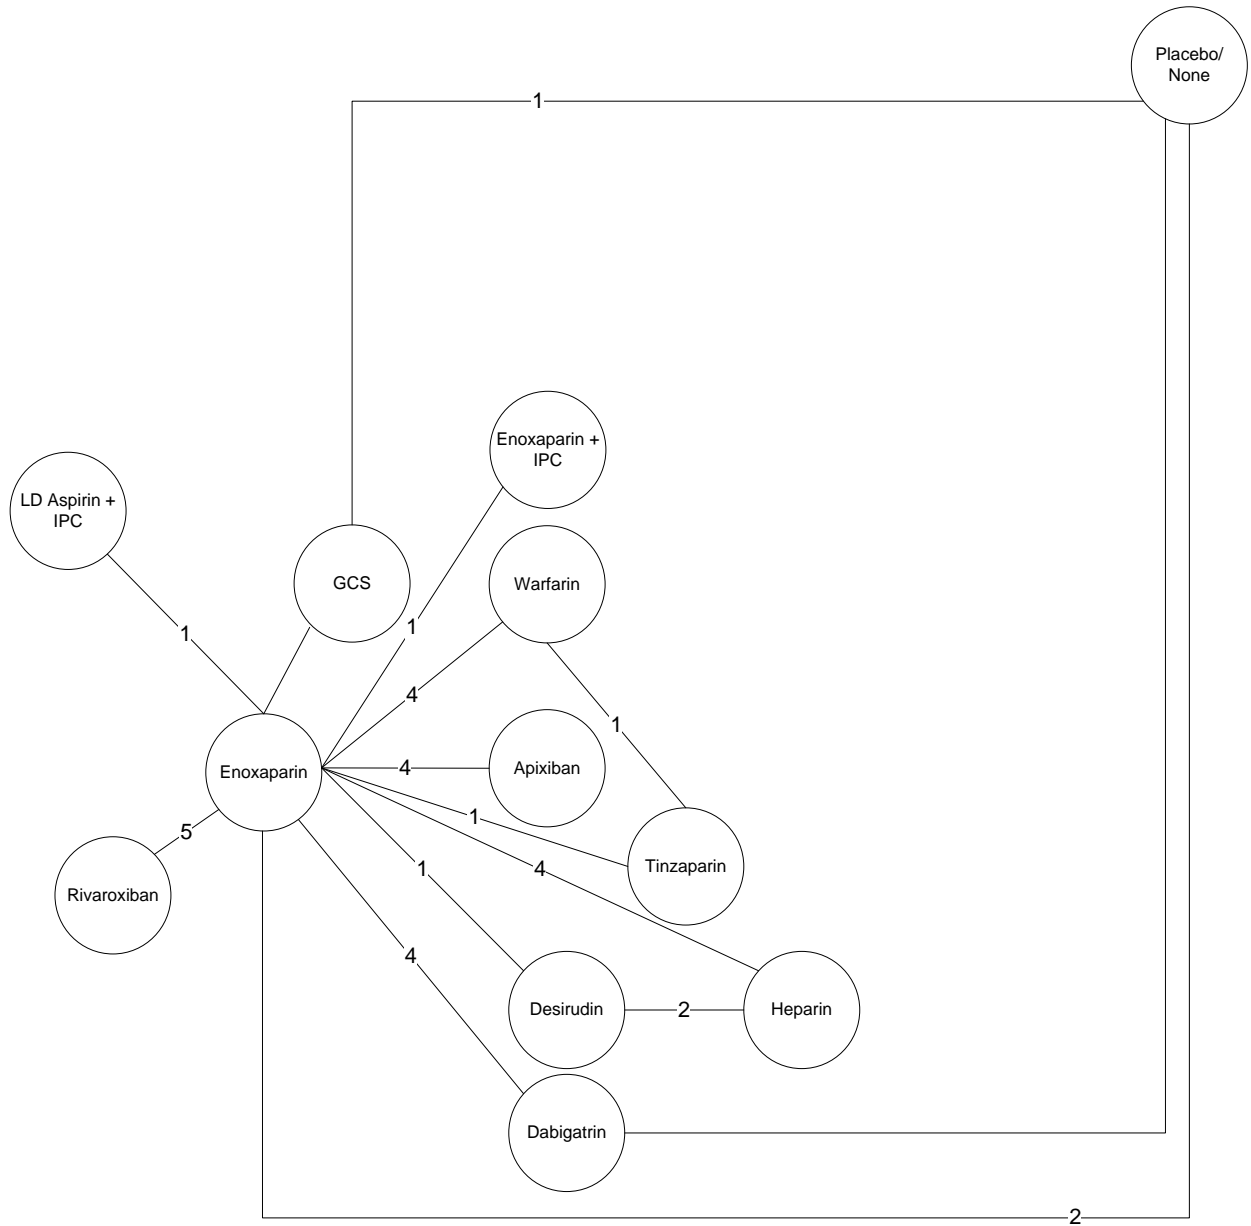 Placebo/
None
1
Enoxaparin +
IPC
LD Aspirin +
IPC
GCS
Warfarin
1
1
4
1
Enoxaparin
4
Apixiban
1
5
4
1
Tinzaparin
Rivaroxiban
4
Desirudin
2
Heparin
Dabigatrin
2